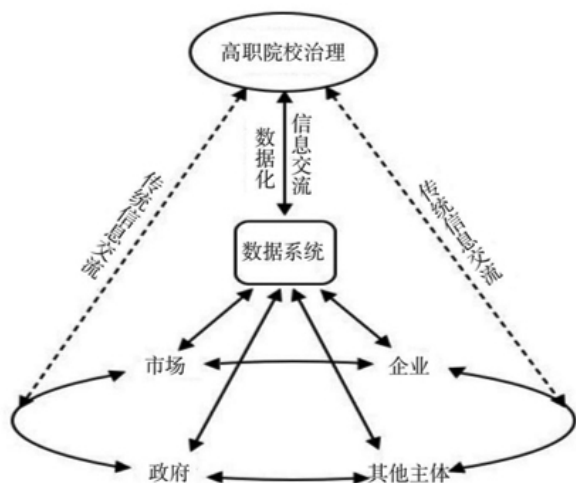 高职院校治理
数据化
信息交流
传统信息交流
传统信息交流
数据系统
市场
企业
政府
其他主体